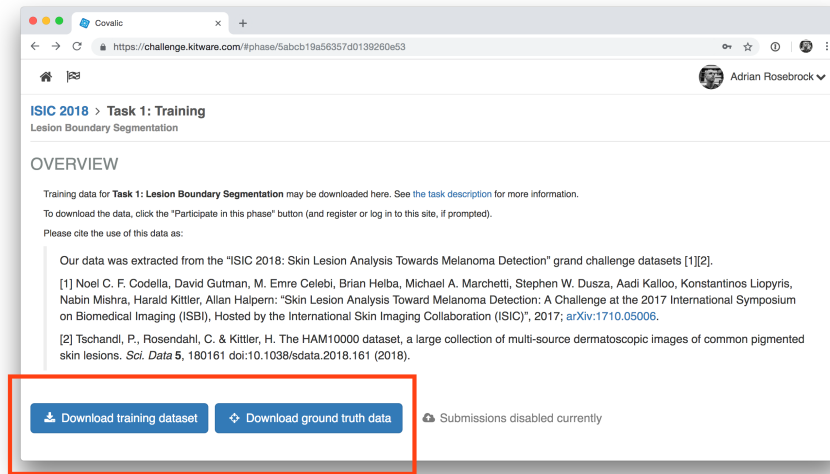 Covalic
https://challenge.kitware.com/#phase/5abcb19a56357d0139260e53
Adrian Rosebrock
ISIC 2018 > Task 1: Training
Lesion Boundary Segmentation
OVERVIEW
Training data for Task 1: Lesion Boundary Segmentation may be downloaded here. See the task description for more information.
To download the data, click the "Participate in this phase" button (and register or log in to this site, if prompted).
Please cite the use of this data as:
Our data was extracted from the “ISIC 2018: Skin Lesion Analysis Towards Melanoma Detection” grand challenge datasets [1][2].
[1] Noel C. F. Codella, David Gutman, M. Emre Celebi, Brian Helba, Michael A. Marchetti, Stephen W. Dusza, Aadi Kalloo, Konstantinos Liopyris,
Nabin Mishra, Harald Kittler, Allan Halpern: “Skin Lesion Analysis Toward Melanoma Detection: A Challenge at the 2017 International Symposium
on Biomedical Imaging (ISBI), Hosted by the International Skin Imaging Collaboration (ISIC)”, 2017; arXiv:1710.05006.
[2] Tschandl, P., Rosendahl, C. & Kittler, H. The HAM10000 dataset, a large collection of multi-source dermatoscopic images of common pigmented
skin lesions. Sci. Data 5, 180161 doi:10.1038/sdata.2018.161 (2018).
Download training dataset
Download ground truth data
Submissions disabled currently